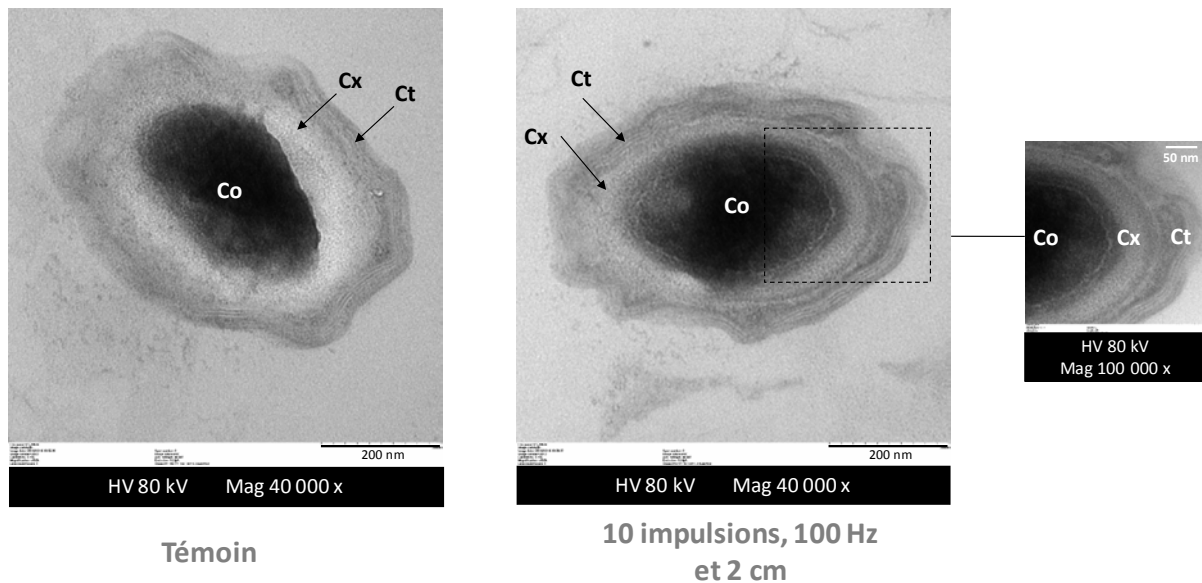 Cx
Ct
Co
200 nm
HV 80 kV Mag 40 000 x
Témoin
Ct
Cx
Co
200 nm
HV 80 kV Mag 40 000 x
10 impulsions, 100 Hz
et 2 cm
50 nm
Co Cx Ct
HV 80 kV
Mag 100 000 x